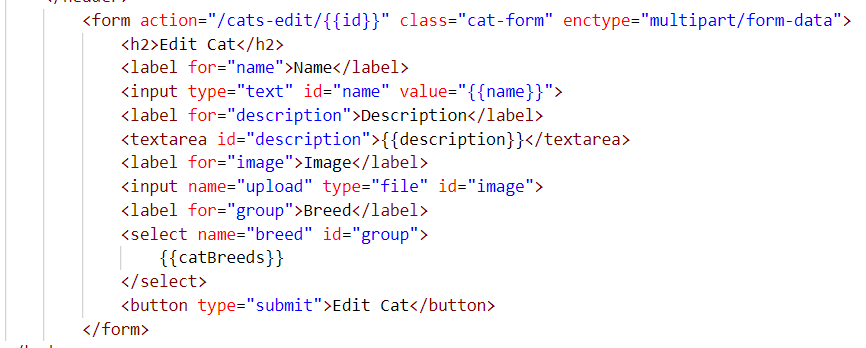 </header>
<form action="/cats-edit/{{id}}" class="cat-form" enctype="multipart/form-data">
<h2>Edit Cat</h2>
<label for="name">Name</label>
<input type="text" id="name" value="{{name}}">
<label for="description">Description</label>
<textarea id="description">{{description}}</textarea>
<label for="image">Image</label>
<input name="upload" type="file" id="image">
<label for="group">Breed</label>
<select name="breed" id="group">
{{catBreeds}}
</select>
<button type="submit">Edit Cat</button>
</form>